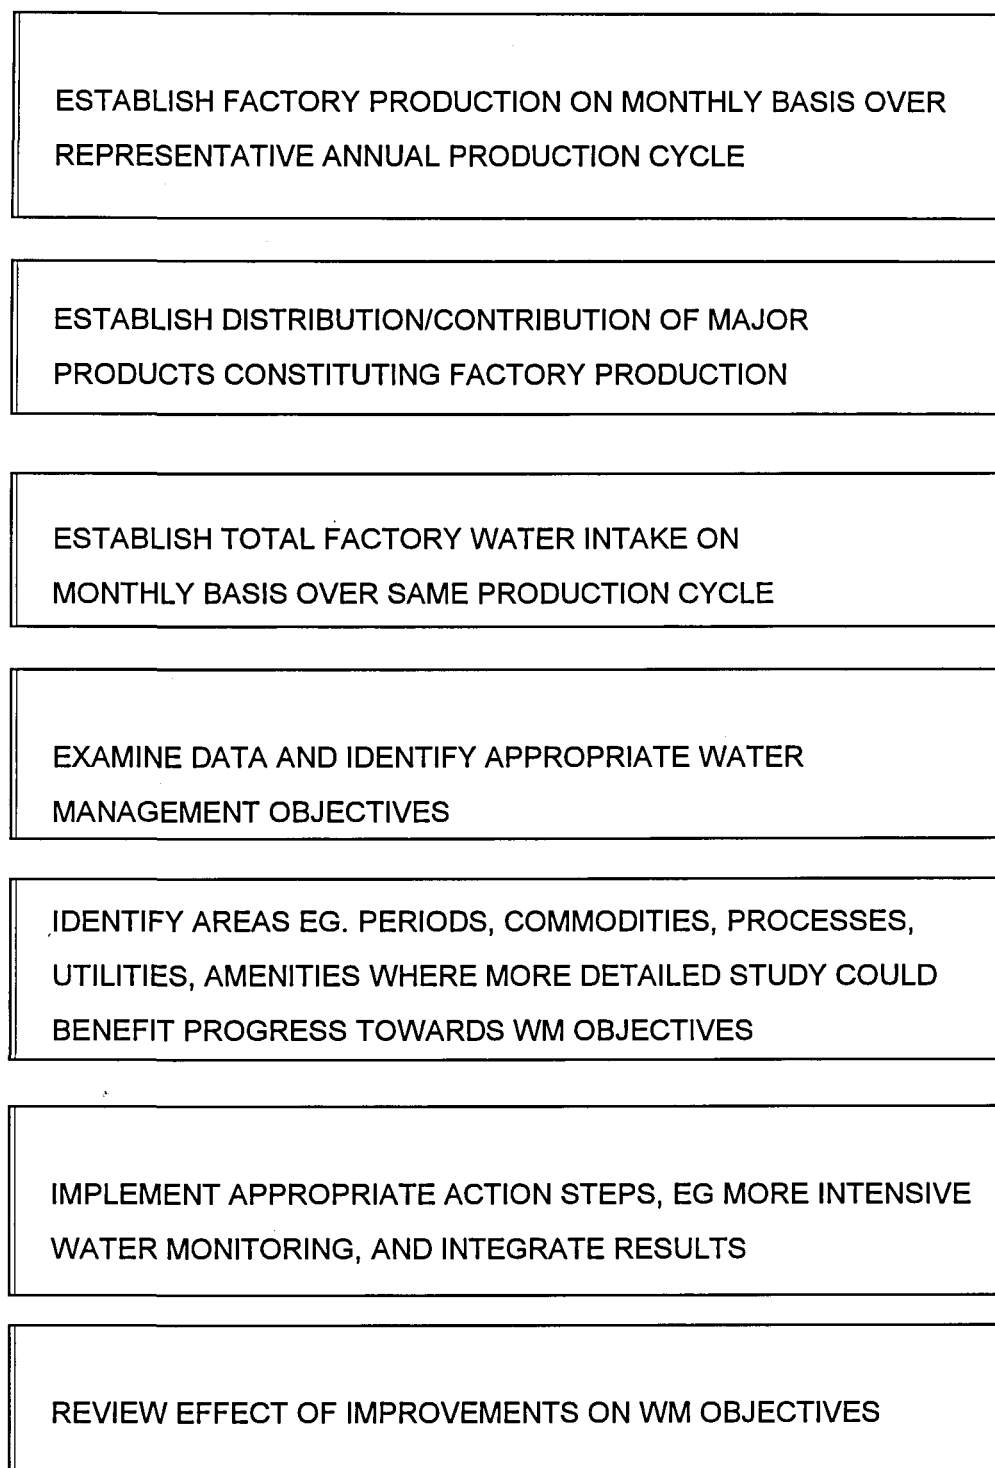 ESTABLISH FACTORY PRODUCTION ON MONTHLY BASIS OVER
REPRESENTATIVE ANNUAL PRODUCTION CYCLE
ESTABLISH DISTRIBUTION/CONTRIBUTION OF MAJOR
PRODUCTS CONSTITUTING FACTORY PRODUCTION
ESTABLISH TOTAL FACTORY WATER INTAKE ON
MONTHLY BASIS OVER SAME PRODUCTION CYCLE
EXAMINE DATA AND IDENTIFY APPROPRIATE WATER
MANAGEMENT OBJECTIVES
IDENTIFY AREAS EG. PERIODS, COMMODITIES, PROCESSES,
UTILITIES, AMENITIES WHERE MORE DETAILED STUDY COULD
BENEFIT PROGRESS TOWARDS WM OBJECTIVES
IMPLEMENT APPROPRIATE ACTION STEPS, EG MORE INTENSIVE
WATER MONITORING, AND INTEGRATE RESULTS
REVIEW EFFECT OF IMPROVEMENTS ON WM OBJECTIVES